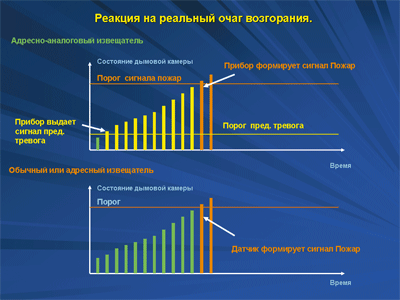 Реакция на реальный очаг возгорания.
Адресно-аналоговый извещатель
Состояние дымовой камеры
Прибор формирует сигнал Пожар
Порог сигнала пожар
Прибор выдает
сигнал пред.
тревога
Порог пред. тревога
Время
Обычный или адресный извещатель
Состояние дымовой камеры
Порог
Датчик формирует сигнал Пожар
Время